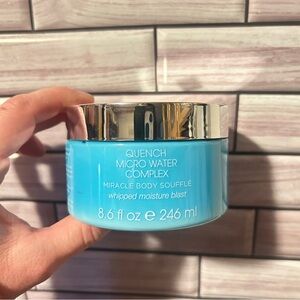 QUENCH
MICRO WATER
COMPLEX
MIRACLE BODY SOUFFLÉ
whipped moisture blast
8.6 fl oz ℮ 246 ml